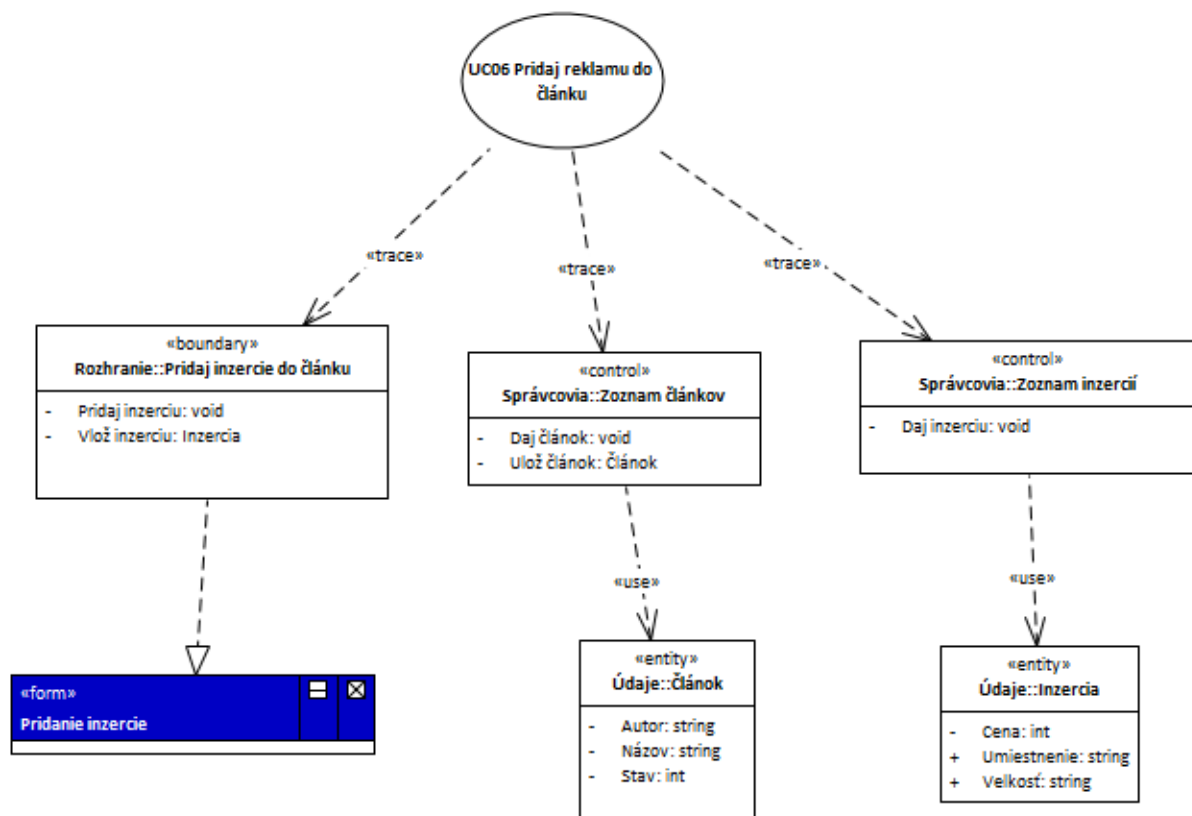 UC06 Pridaj reklamu do
článku
«trace»
«trace»
«trace»
«boundary»
Rozhranie::Pridaj inzercie do článku
- Pridaj inzerciu: void
- Vlož inzerciu: Inzercia
«control»
Správcovia::Zoznam článkov
- Daj článok: void
- Ulož článok: Článok
«control»
Správcovia::Zoznam inzercií
- Daj inzerciu: void
«use»
«use»
«form»
Pridanie inzercie
«entity»
Údaje::Článok
- Autor: string
- Názov: string
- Stav: int
«entity»
Údaje::Inzercia
- Cena: int
+ Umiestnenie: string
+ Velkosť: string